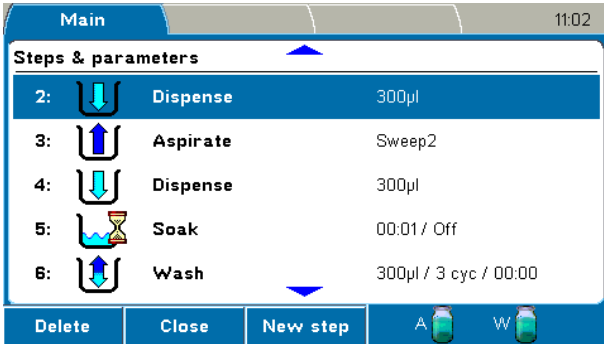 Main 11:02
Steps & parameters
2: Dispense 300µl
3: Aspirate Sweep2
4: Dispense 300µl
5: Soak 00:01 / Off
6: Wash 300µl / 3 cyc / 00:00
Delete Close New step A W